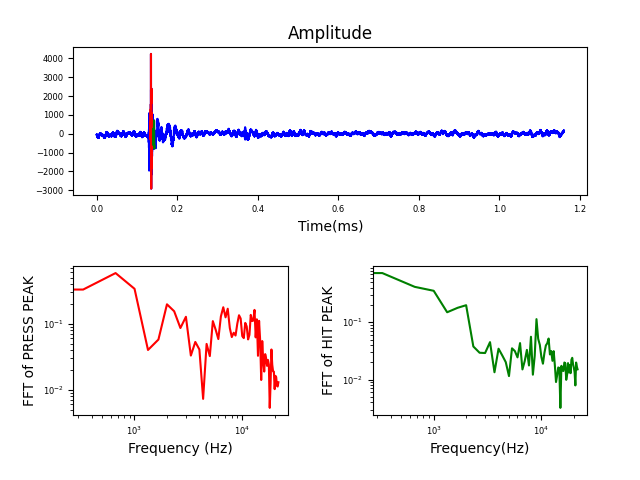 Amplitude
4000
3000
2000
1000
0
−1000
−2000
−3000
0.0 0.2 0.4 0.6 0.8 1.0 1.2
Time(ms)
FFT of PRESS PEAK
10⁻¹
10⁻²
10³ 10⁴
Frequency (Hz)
FFT of HIT PEAK
10⁻¹
10⁻²
10³ 10⁴
Frequency(Hz)